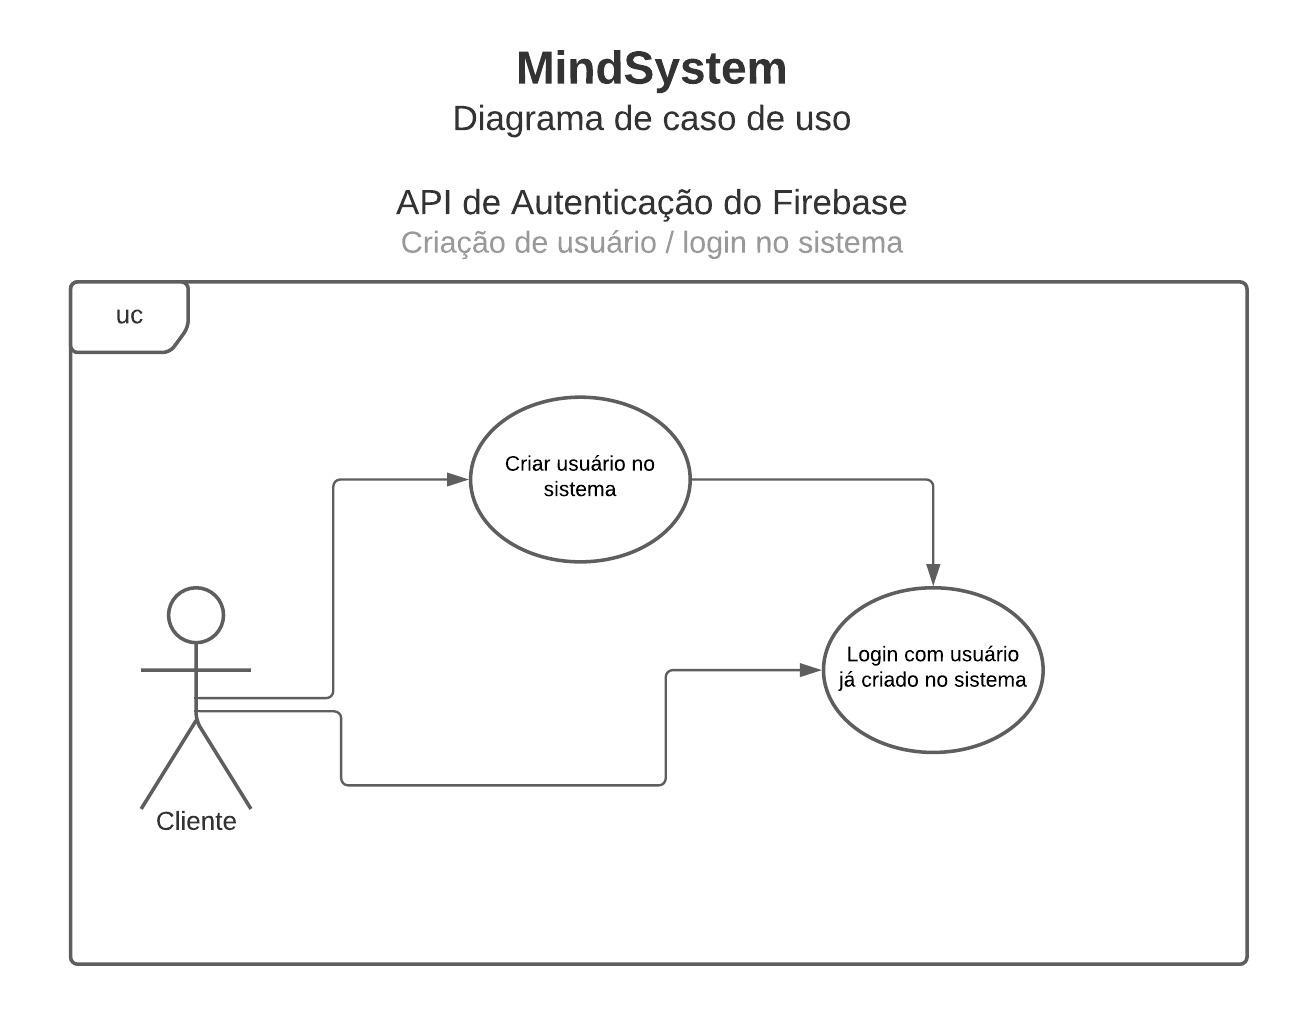 MindSystem
Diagrama de caso de uso
API de Autenticação do Firebase
Criação de usuário / login no sistema
uc
Criar usuário no
sistema
Login com usuário
já criado no sistema
Cliente